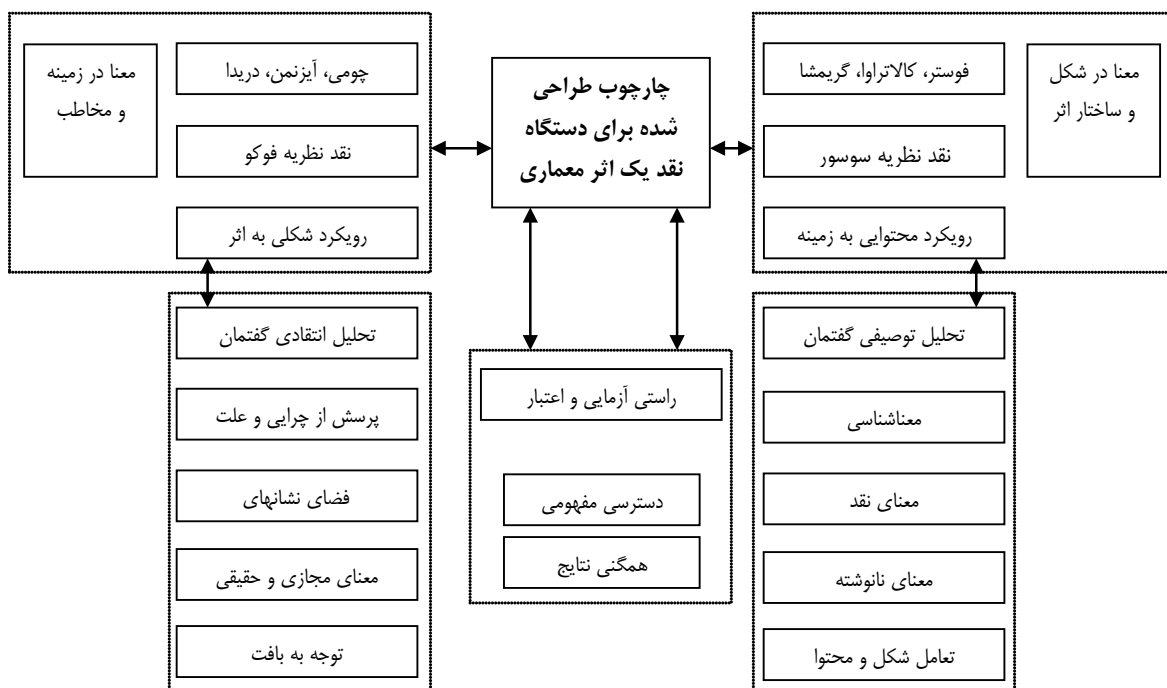 معنا در شکل
و ساختار اثر
فوستر، کالاتراوا، گریمشا
نقد نظریه سوسور
رویکرد محتوایی به زمینه
چارچوب طراحی
شده برای دستگاه
نقد یک اثر معماری
چومی، آیزنمن، دریدا
نقد نظریه فوکو
رویکرد شکلی به اثر
معنا در زمینه
و مخاطب
تحلیل توصیفی گفتمان
معناشناسی
معنای نقد
معنای نانوشته
تعامل شکل و محتوا
راستی آزمایی و اعتبار
دسترسی مفهومی
همگنی نتایج
تحلیل انتقادی گفتمان
پرسش از چرایی و علت
فضای نشانهای
معنای مجازی و حقیقی
توجه به بافت